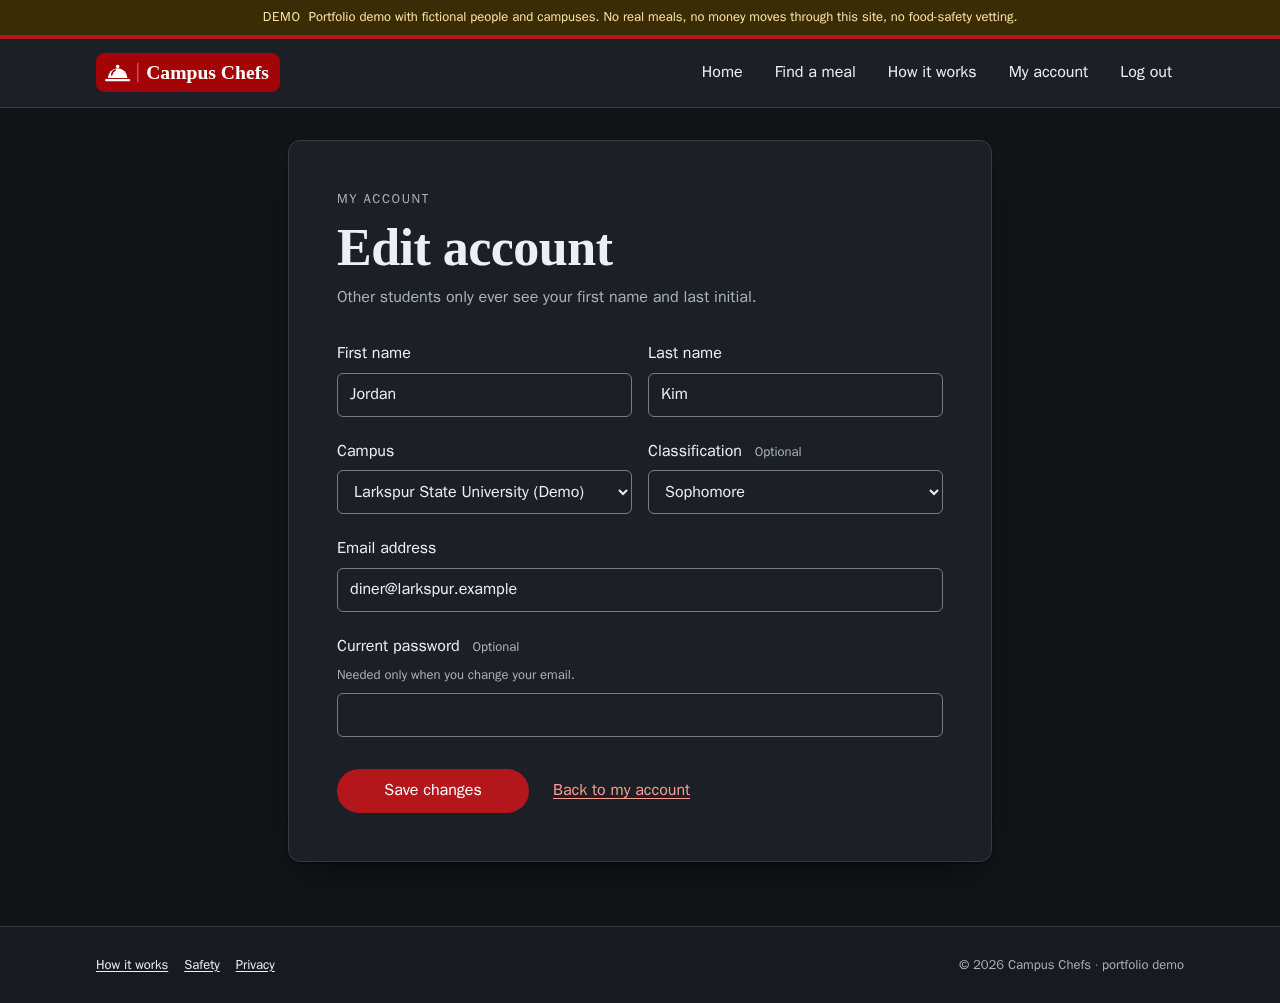 DEMO Portfolio demo with fictional people and campuses. No real meals, no money moves through this site, no food-safety vetting.
Campus Chefs
Home Find a meal How it works My account Log out
MY ACCOUNT
Edit account
Other students only ever see your first name and last initial.
First name Last name
Jordan Kim
Campus Classification Optional
Larkspur State University (Demo) Sophomore
Email address
diner@larkspur.example
Current password Optional
Needed only when you change your email.
Save changes Back to my account
How it works Safety Privacy © 2026 Campus Chefs · portfolio demo